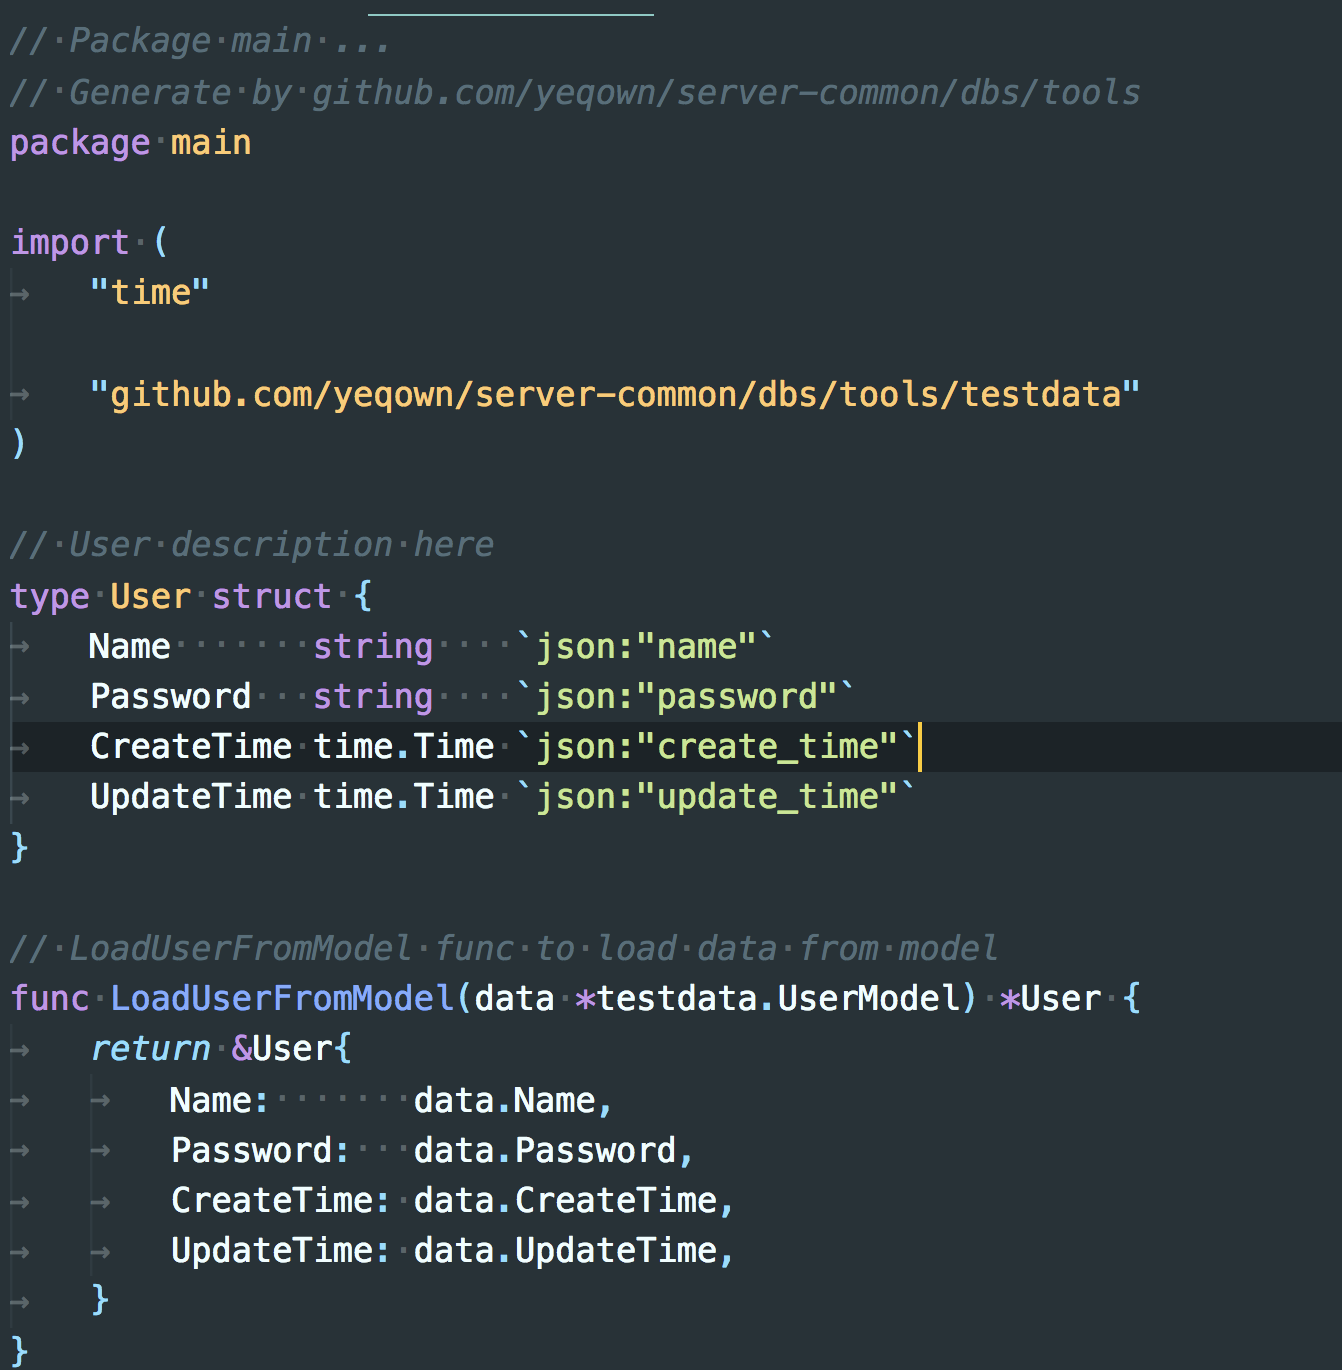 // Package main ...
// Generate by github.com/yeqown/server-common/dbs/tools
package main
import (
"time"
"github.com/yeqown/server-common/dbs/tools/testdata"
)
// User description here
type User struct {
Name       string    `json:"name"`
Password   string    `json:"password"`
CreateTime time.Time `json:"create_time"`
UpdateTime time.Time `json:"update_time"`
}
// LoadUserFromModel func to load data from model
func LoadUserFromModel(data *testdata.UserModel) *User {
return &User{
Name:       data.Name,
Password:   data.Password,
CreateTime: data.CreateTime,
UpdateTime: data.UpdateTime,
}
}